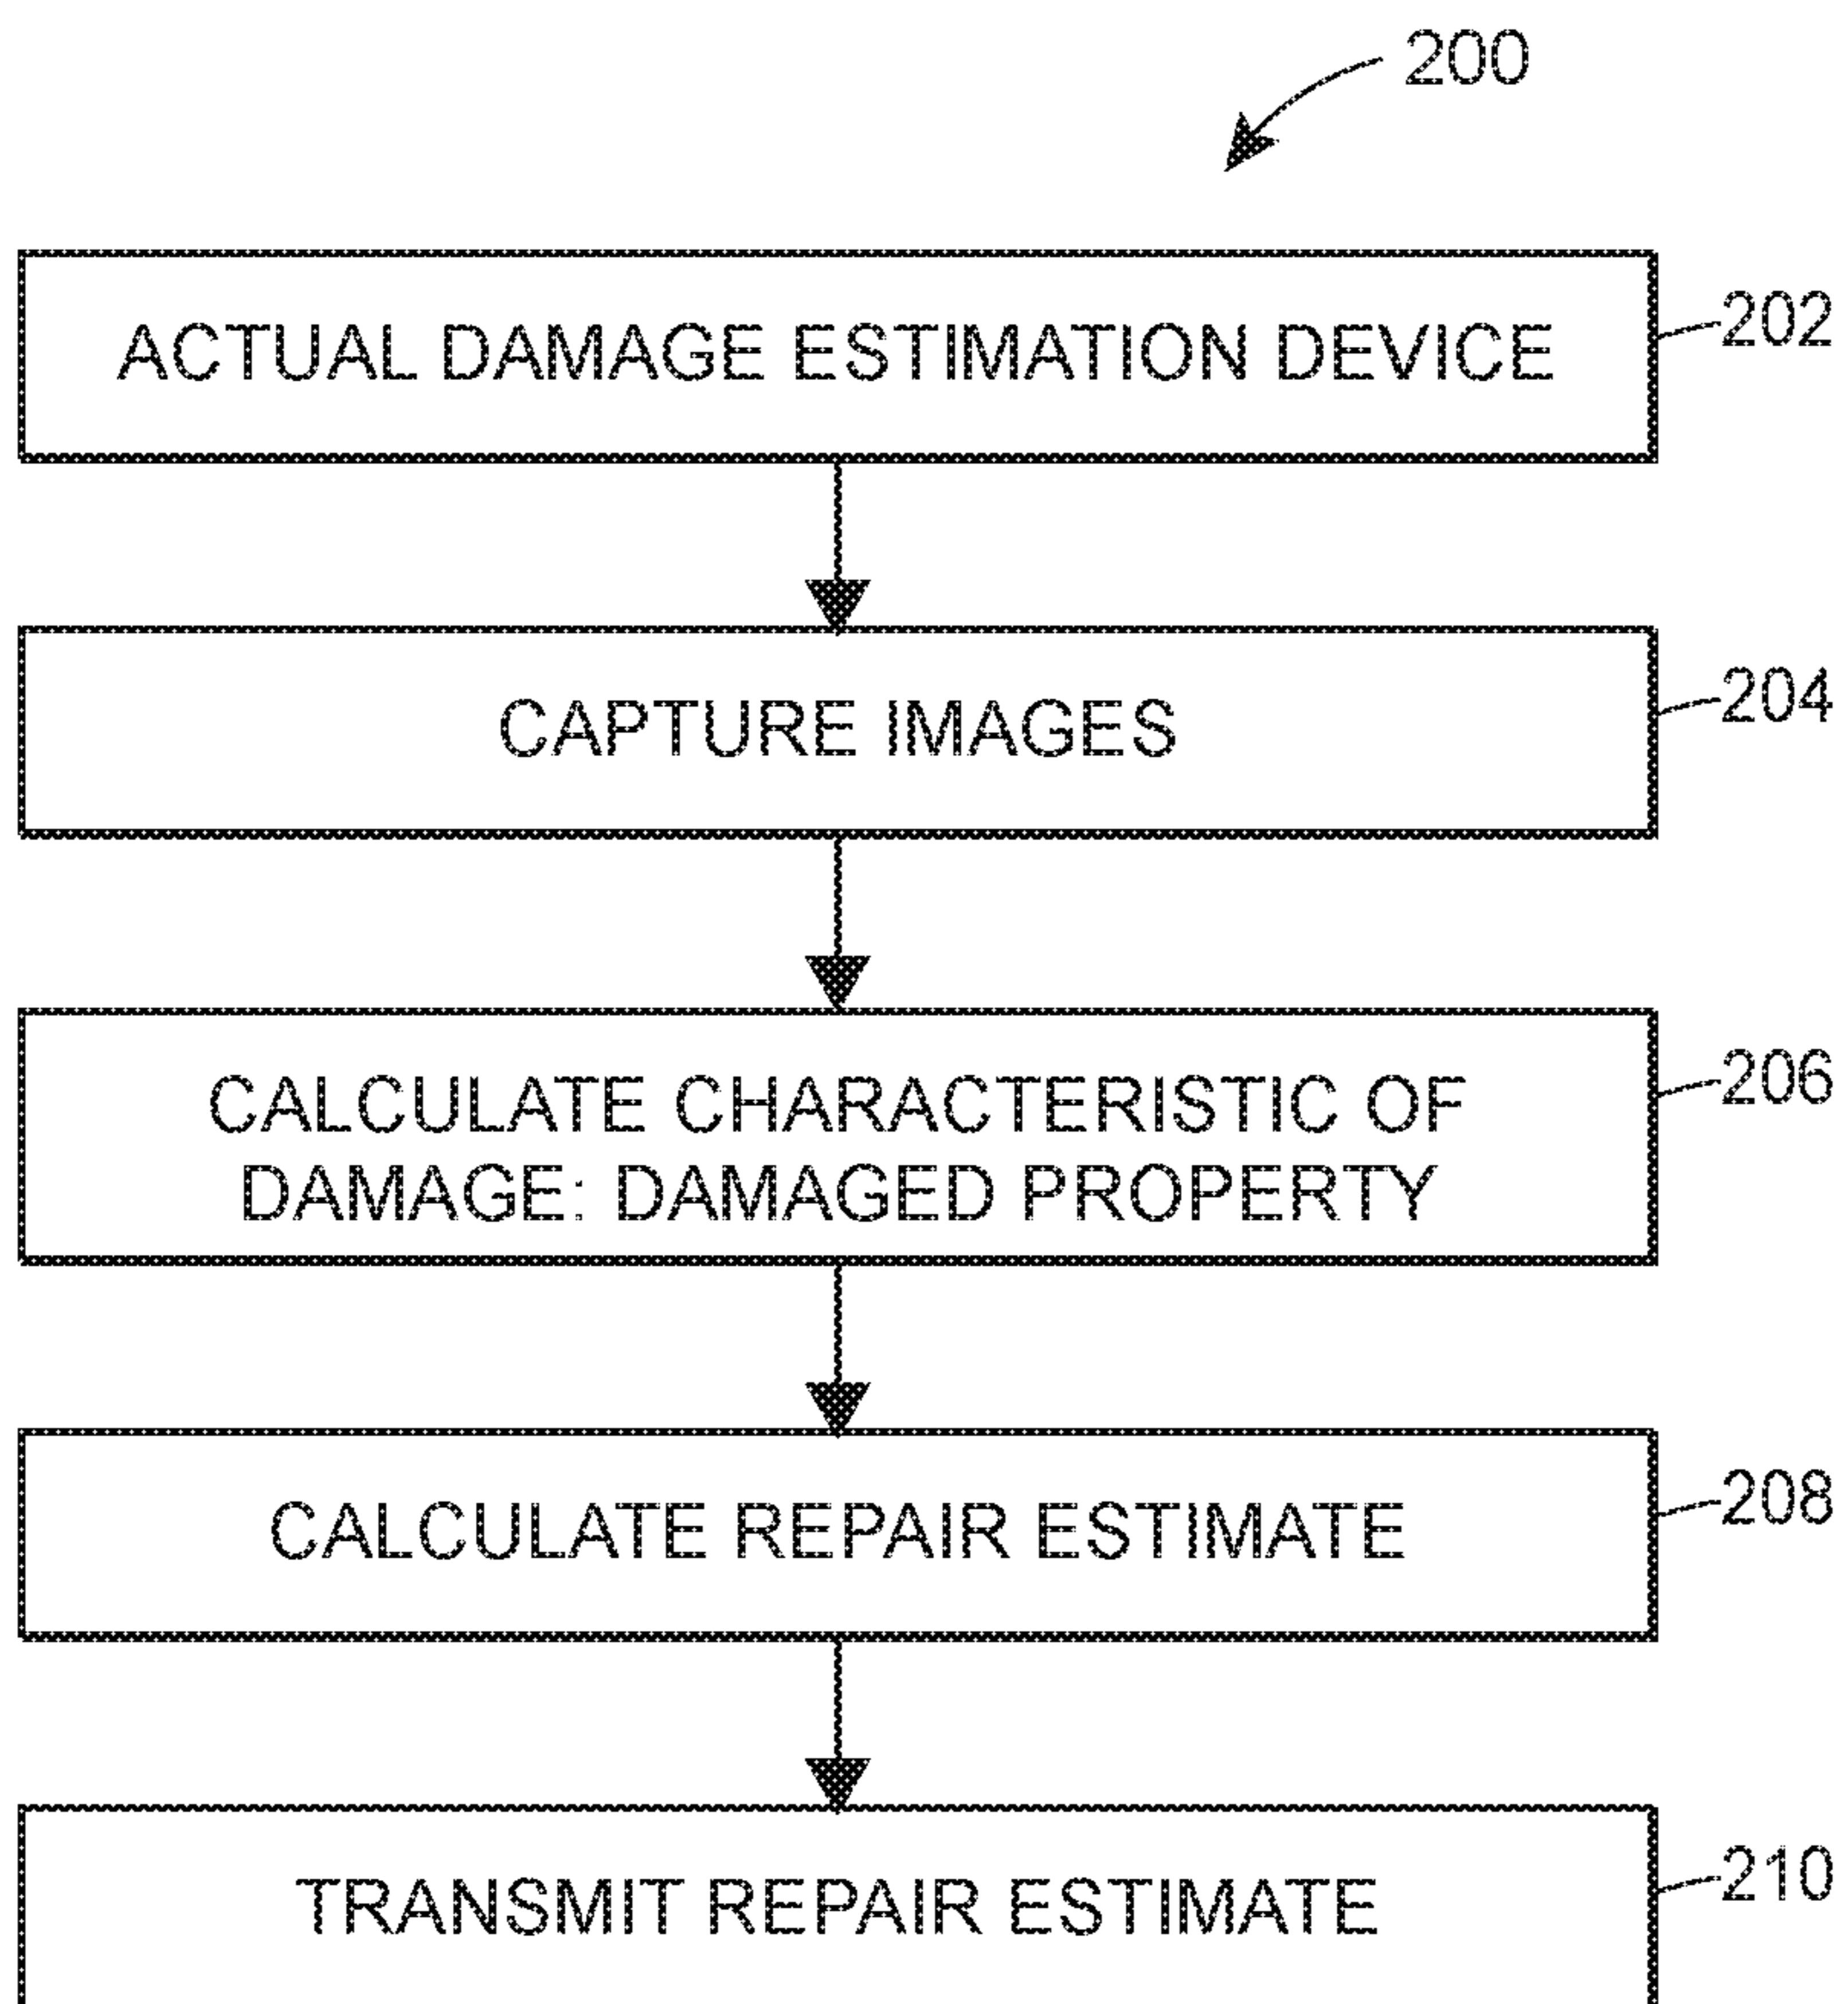 200
ACTUAL DAMAGE ESTIMATION DEVICE
202
CAPTURE IMAGES
204
CALCULATE CHARACTERISTIC OF
DAMAGE: DAMAGED PROPERTY
206
CALCULATE REPAIR ESTIMATE
208
TRANSMIT REPAIR ESTIMATE
210